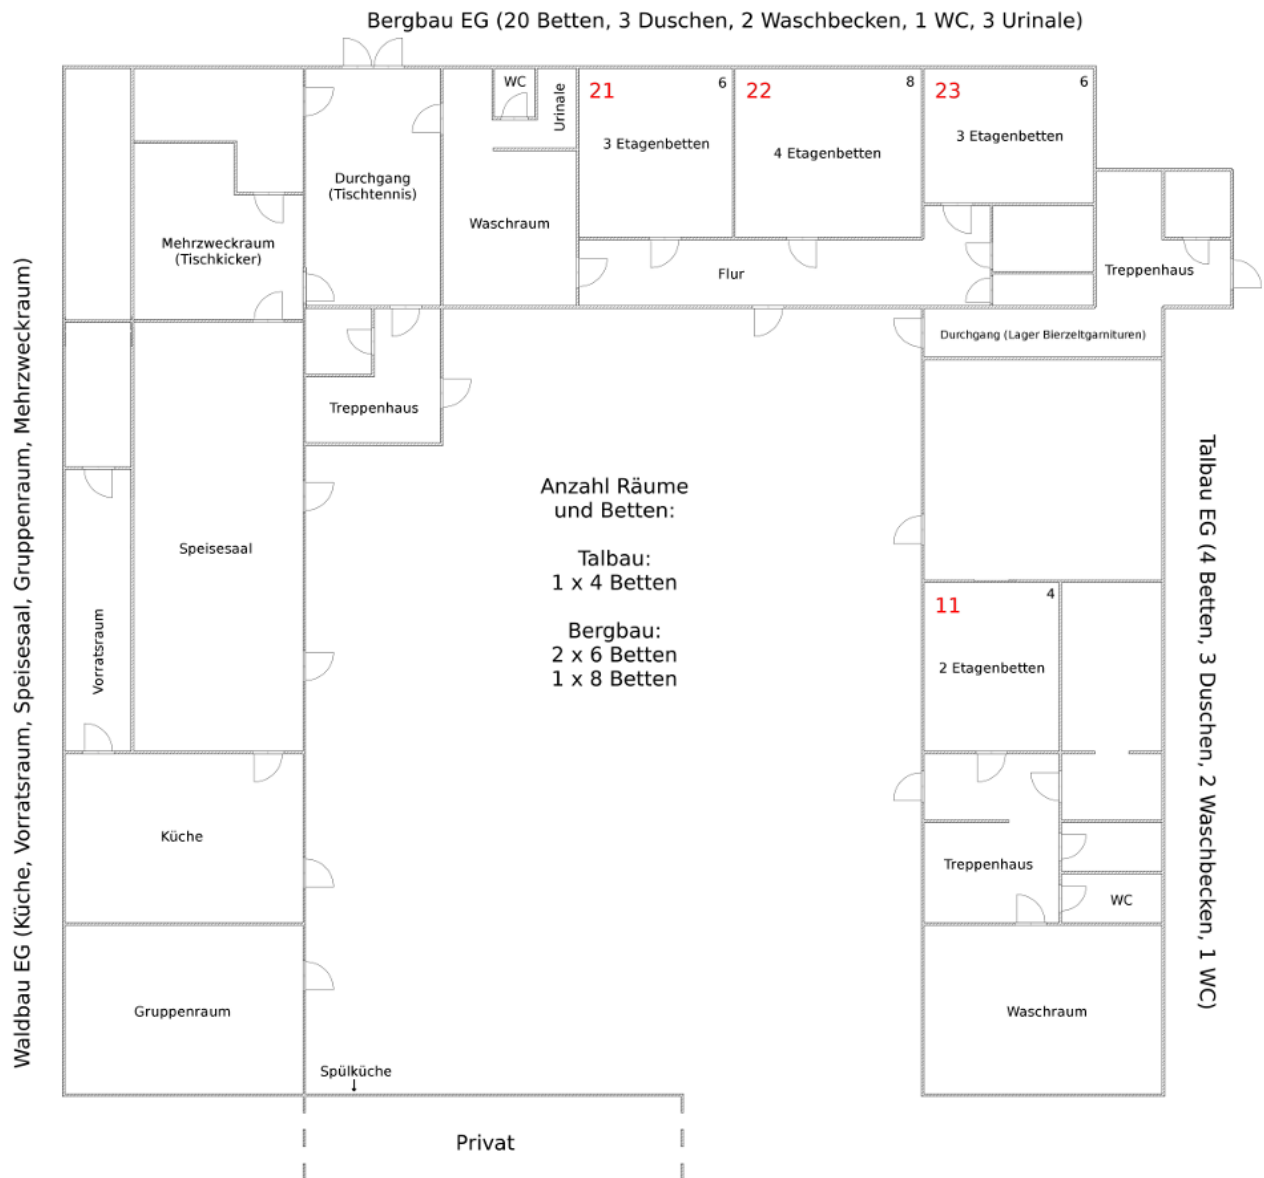 Bergbau EG (20 Betten, 3 Duschen, 2 Waschbecken, 1 WC, 3 Urinale)
WC
Urinale
21
6
3 Etagenbetten
22
8
4 Etagenbetten
23
6
3 Etagenbetten
Durchgang
(Tischtennis)
Waschraum
Mehrzweckraum
(Tischkicker)
Flur
Treppenhaus
Durchgang (Lager Bierzeltgarnituren)
Treppenhaus
Waldbau EG (Küche, Vorratsraum, Speisesaal, Gruppenraum, Mehrzweckraum)
Talbau EG (4 Betten, 3 Duschen, 2 Waschbecken, 1 WC)
Anzahl Räume
und Betten:
Talbau:
1 x 4 Betten
Bergbau:
2 x 6 Betten
1 x 8 Betten
Speisesaal
Vorratsraum
11
4
2 Etagenbetten
Küche
Treppenhaus
WC
Gruppenraum
Waschraum
Spülküche
Privat